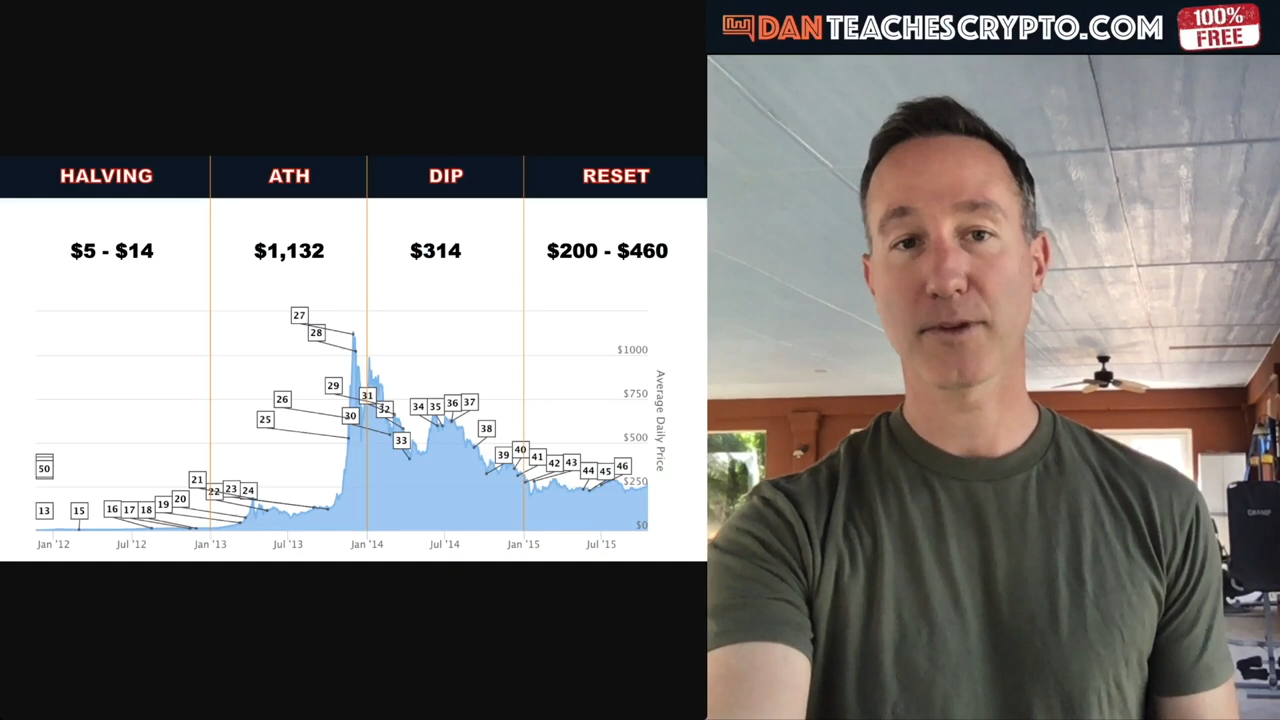 DANTEACHESCRYPTO.COM
100%
FREE
HALVING
ATH
DIP
RESET
$5 - $14
$1,132
$314
$200 - $460
27
28
$1000
29
26
31
$750
25
30
32
34
35
36
37
33
38
$500
Average Daily Price
50
21
20
19
22
23
24
39
40
41
42
43
44
45
46
$250
13
15
16
17
18
$0
Jan '12
Jul '12
Jan '13
Jul '13
Jan '14
Jul '14
Jan '15
Jul '15
CHAMP